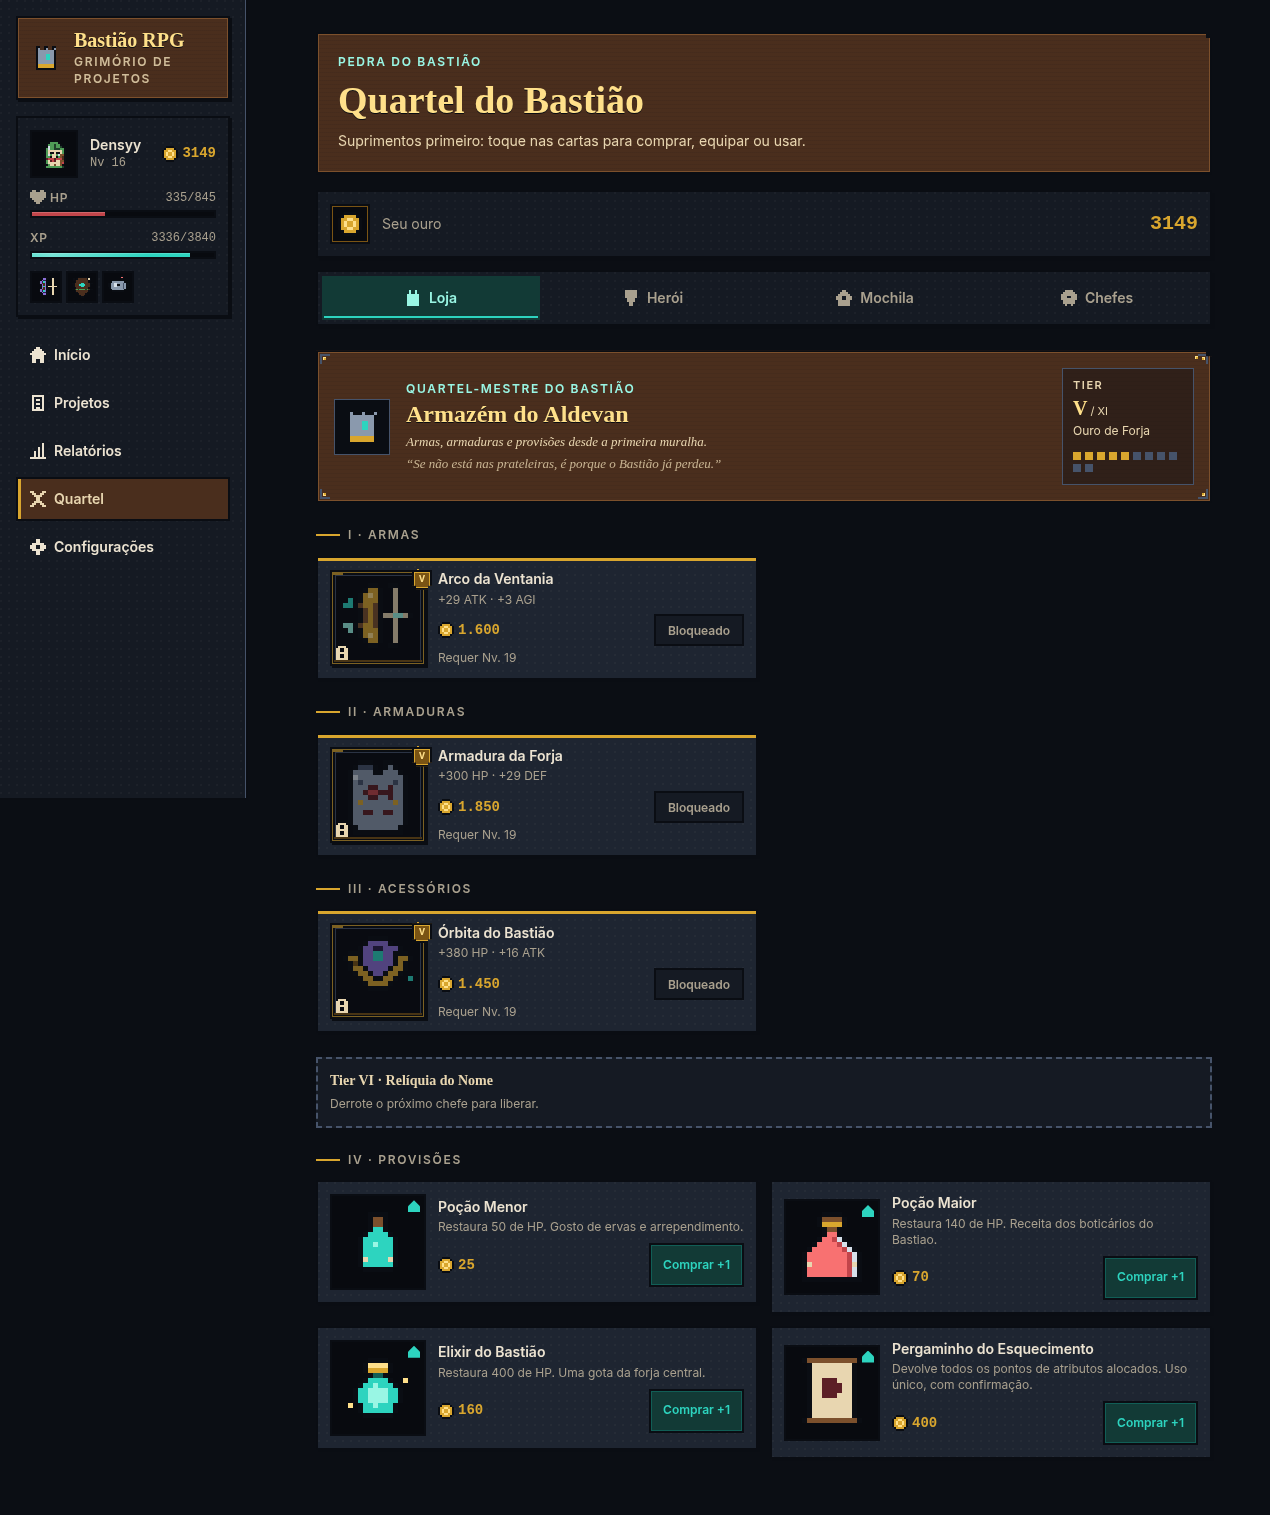 Bastião RPG
GRIMÓRIO DE
PROJETOS
Densyy
Nv 16
3149
HP
335/845
XP
3336/3840
Início
Projetos
Relatórios
Quartel
Configurações
PEDRA DO BASTIÃO
Quartel do Bastião
Suprimentos primeiro: toque nas cartas para comprar, equipar ou usar.
Seu ouro
3149
Loja
Herói
Mochila
Chefes
QUARTEL-MESTRE DO BASTIÃO
Armazém do Aldevan
Armas, armaduras e provisões desde a primeira muralha.
“Se não está nas prateleiras, é porque o Bastião já perdeu.”
TIER
V / XI
Ouro de Forja
I · ARMAS
V
Arco da Ventania
+29 ATK · +3 AGI
1.600
Requer Nv. 19
Bloqueado
II · ARMADURAS
V
Armadura da Forja
+300 HP · +29 DEF
1.850
Requer Nv. 19
Bloqueado
III · ACESSÓRIOS
V
Órbita do Bastião
+380 HP · +16 ATK
1.450
Requer Nv. 19
Bloqueado
Tier VI · Relíquia do Nome
Derrote o próximo chefe para liberar.
IV · PROVISÕES
Poção Menor
Restaura 50 de HP. Gosto de ervas e arrependimento.
25
Comprar +1
Poção Maior
Restaura 140 de HP. Receita dos boticários do
Bastiao.
70
Comprar +1
Elixir do Bastião
Restaura 400 de HP. Uma gota da forja central.
160
Comprar +1
Pergaminho do Esquecimento
Devolve todos os pontos de atributos alocados. Uso
único, com confirmação.
400
Comprar +1